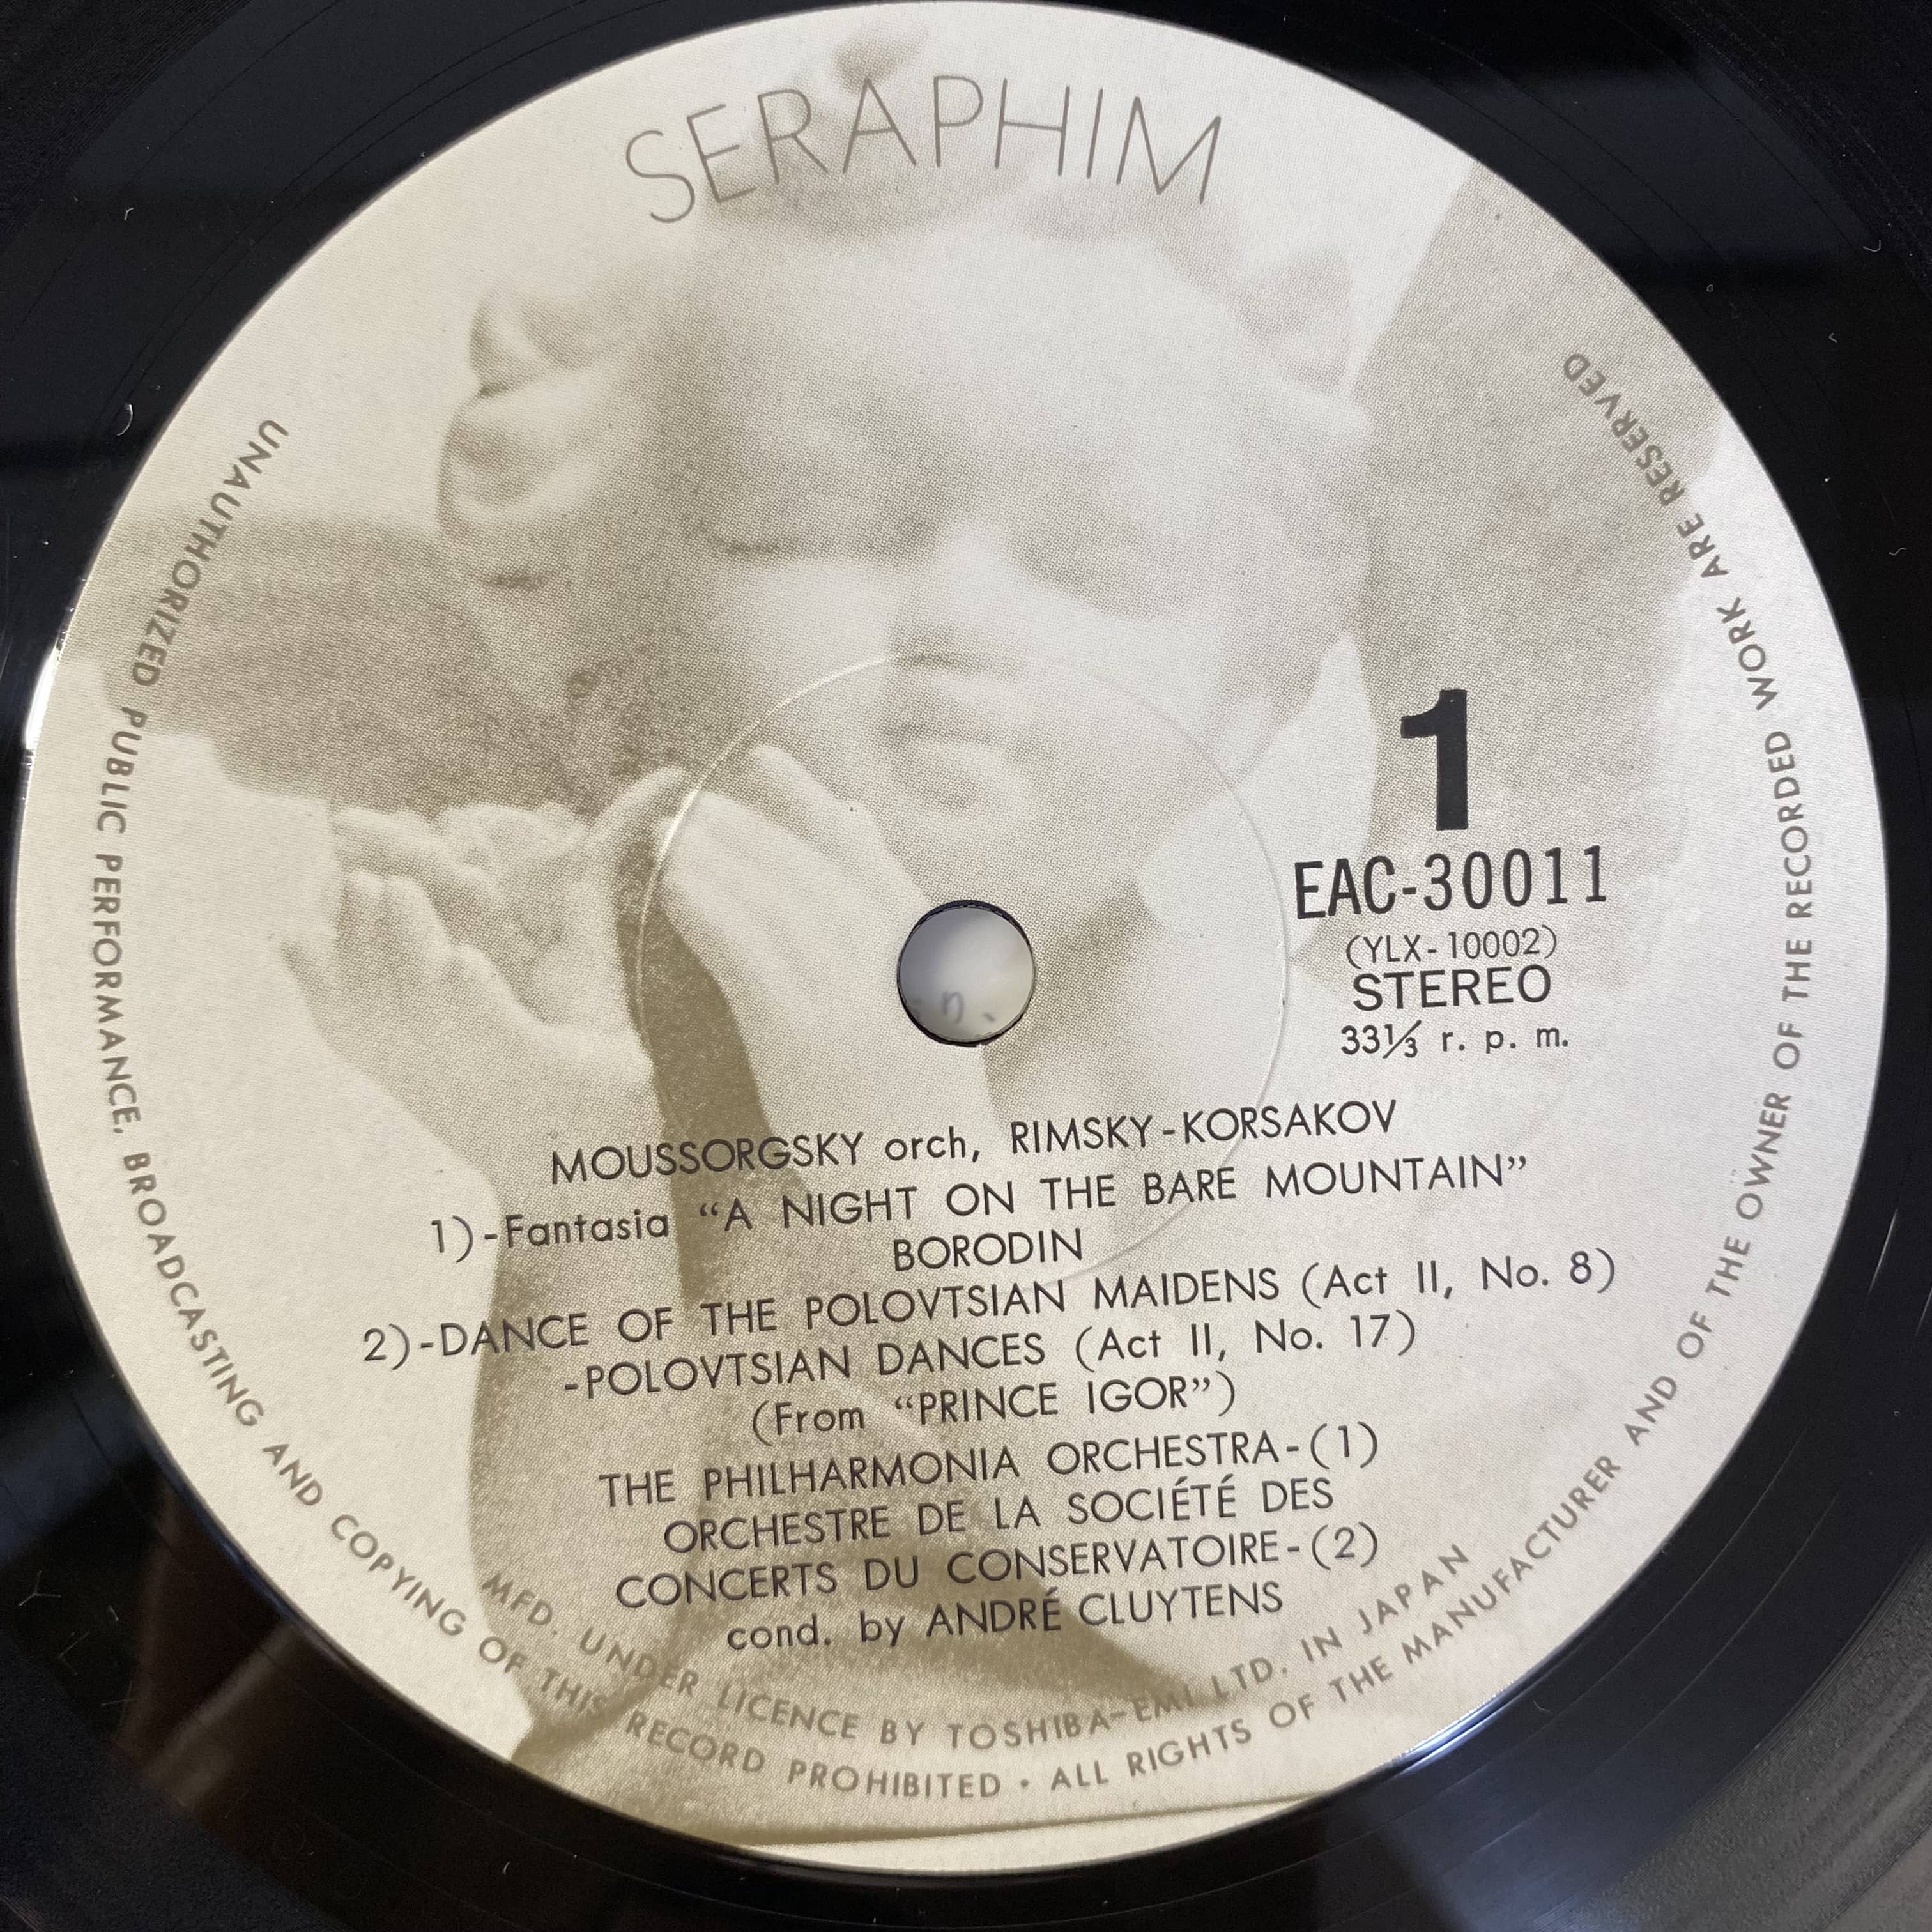 SERAPHIM
1
EAC-30011
(YLX-10002)
STEREO
33⅓ r. p. m.
MOUSSORGSKY orch, RIMSKY-KORSAKOV
1)-Fantasia “A NIGHT ON THE BARE MOUNTAIN”
BORODIN
2)-DANCE OF THE POLOVTSIAN MAIDENS (Act II, No. 8)
-POLOVTSIAN DANCES (Act II, No. 17)
(From “PRINCE IGOR”)
THE PHILHARMONIA ORCHESTRA-(1)
ORCHESTRE DE LA SOCIÉTÉ DES
CONCERTS DU CONSERVATOIRE-(2)
cond. by ANDRÉ CLUYTENS
MFD. UNDER LICENCE BY TOSHIBA-EMI LTD. IN JAPAN
UNAUTHORIZED PUBLIC PERFORMANCE, BROADCASTING AND COPYING OF THIS RECORD PROHIBITED • ALL RIGHTS OF THE MANUFACTURER AND OF THE OWNER OF THE RECORDED WORK ARE RESERVED